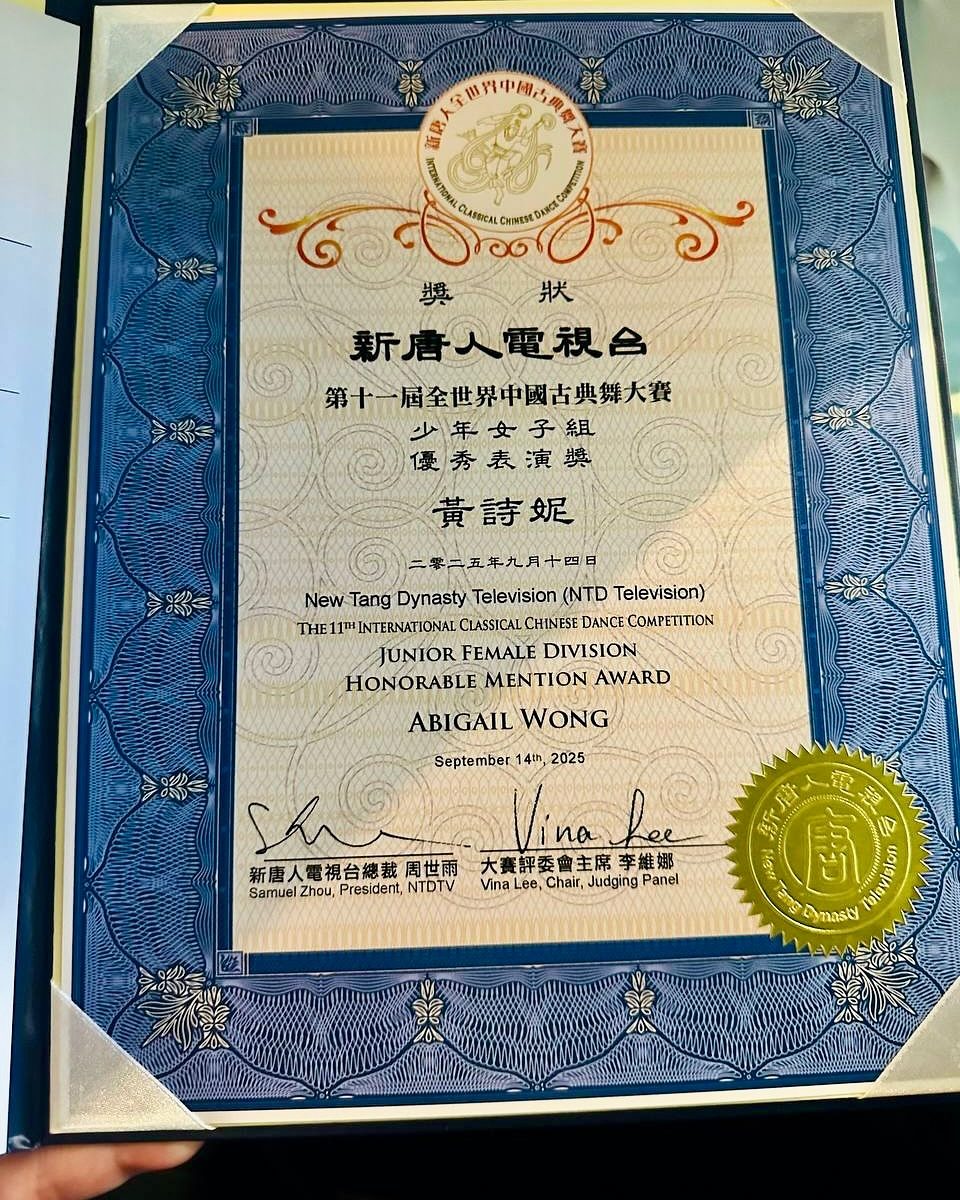 新唐人全世界中國古典舞大賽
INTERNATIONAL CLASSICAL CHINESE DANCE COMPETITION
獎 狀
新唐人電視台
第十一屆全世界中國古典舞大賽
少年女子組
優秀表演獎
黃詩妮
二零二五年九月十四日
New Tang Dynasty Television (NTD Television)
THE 11TH INTERNATIONAL CLASSICAL CHINESE DANCE COMPETITION
JUNIOR FEMALE DIVISION
HONORABLE MENTION AWARD
ABIGAIL WONG
September 14th, 2025
Vina Lee
新唐人電視台總裁 周世雨
Samuel Zhou, President, NTDTV
大賽評委會主席 李維娜
Vina Lee, Chair, Judging Panel
新唐人電視台
唐
New Tang Dynasty Television